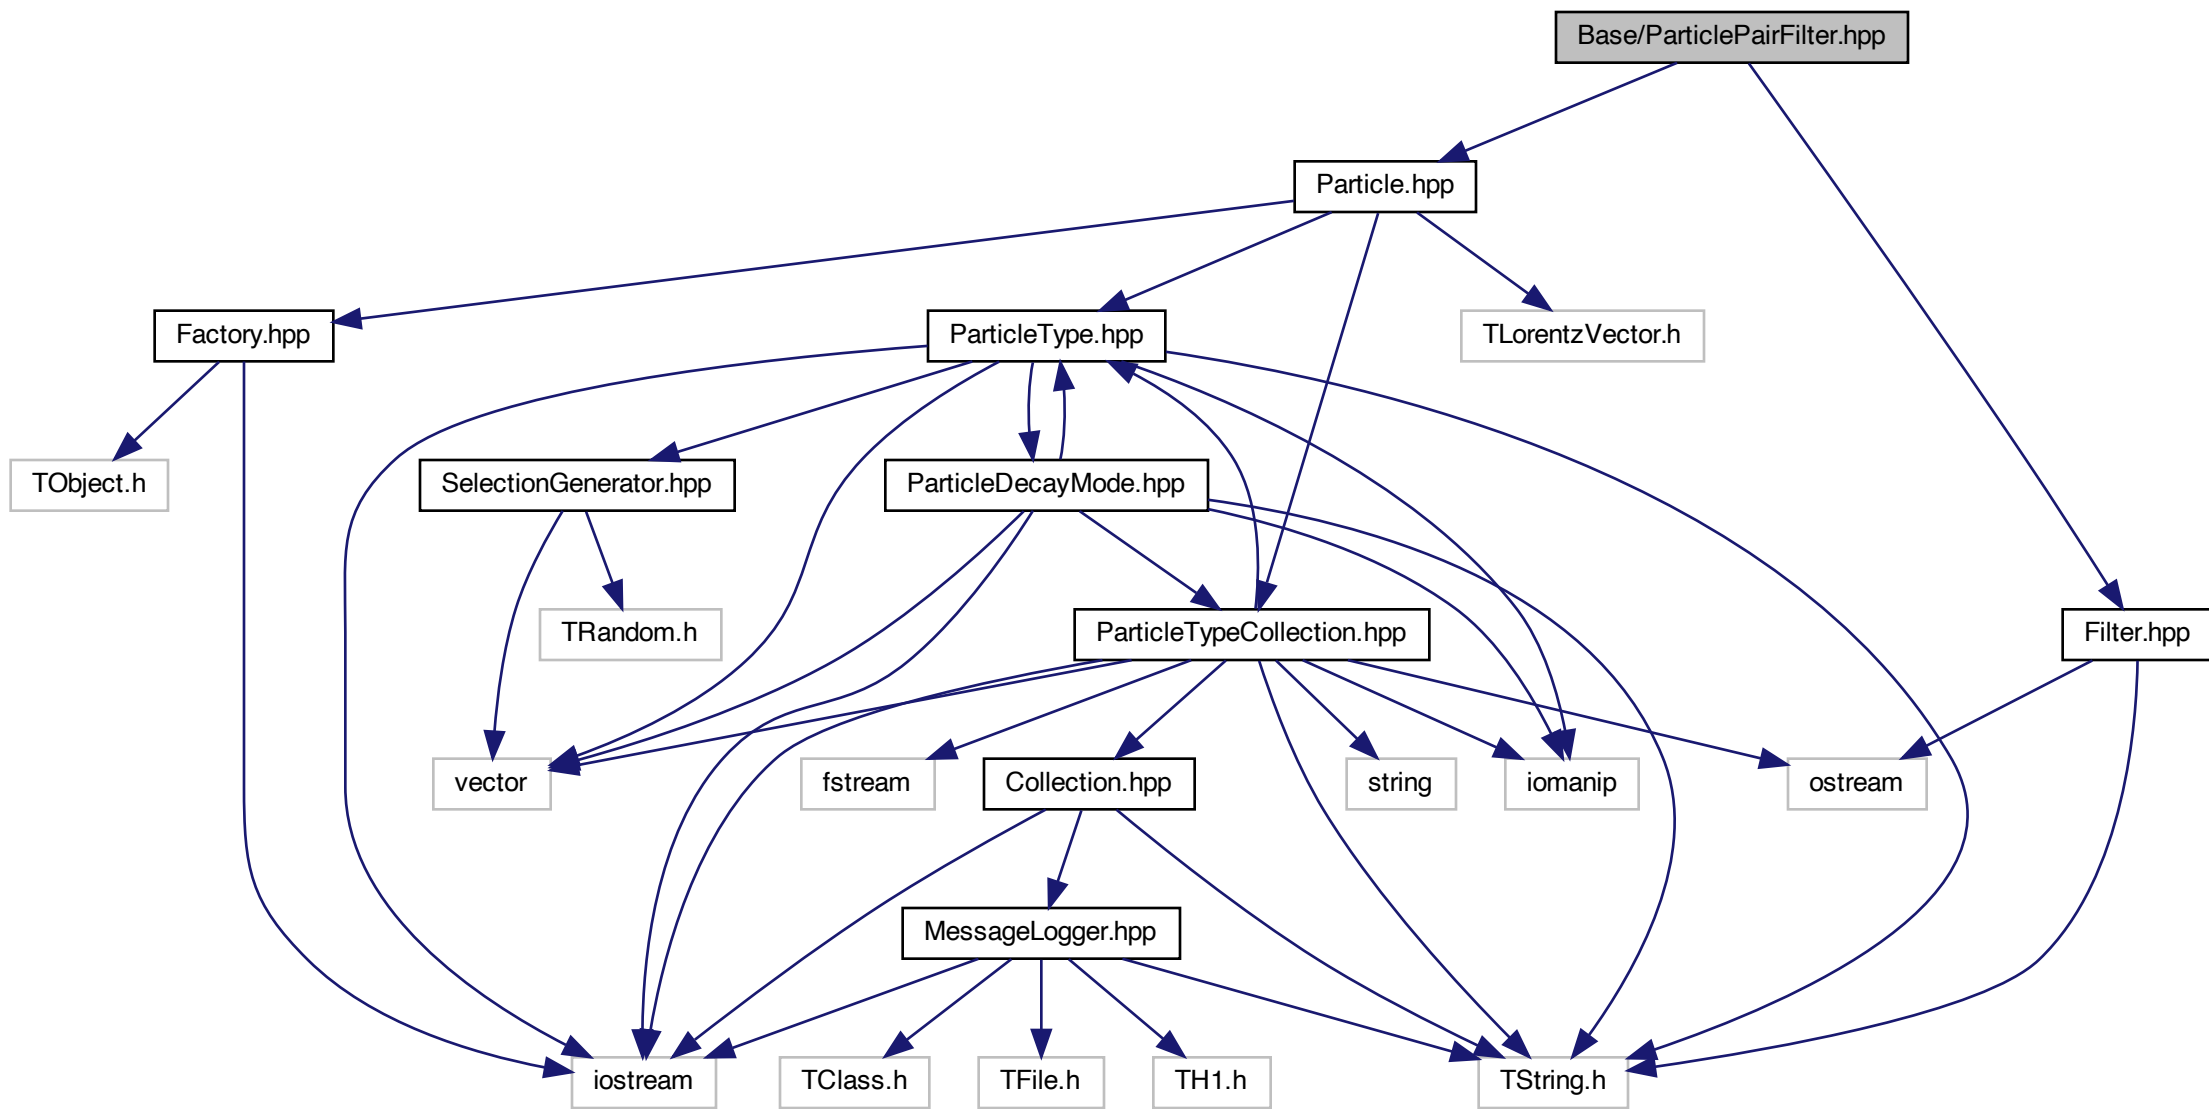 Base/ParticlePairFilter.hpp
Particle.hpp
Factory.hpp
ParticleType.hpp
TLorentzVector.h
TObject.h
SelectionGenerator.hpp
ParticleDecayMode.hpp
TRandom.h
ParticleTypeCollection.hpp
Filter.hpp
vector
fstream
Collection.hpp
string
iomanip
ostream
MessageLogger.hpp
iostream
TClass.h
TFile.h
TH1.h
TString.h